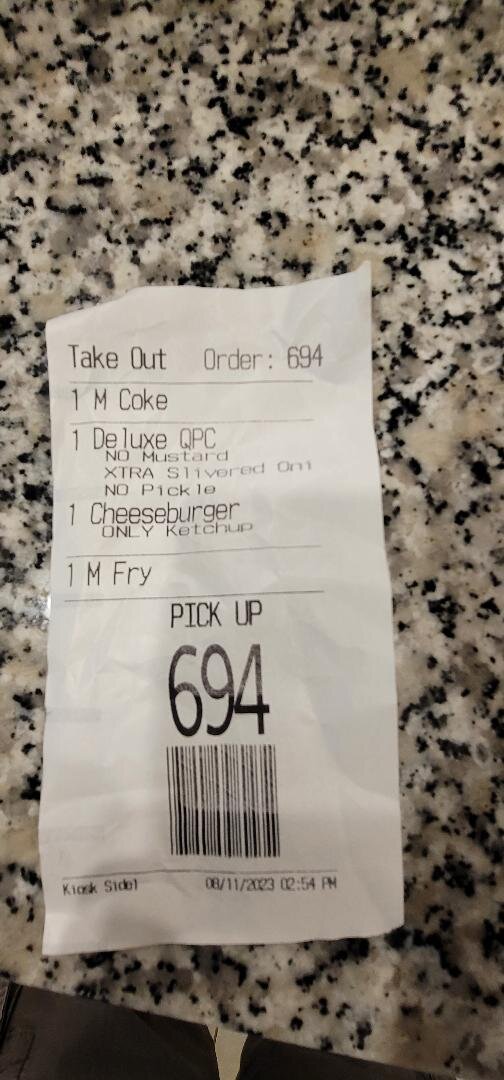 Take Out Order: 694
1 M Coke
1 Deluxe QPC
NO Mustard
XTRA Slivered Oni
NO Pickle
1 Cheeseburger
ONLY Ketchup
1 M Fry
PICK UP
694
Kiosk Side1 08/11/2023 02:54 PM